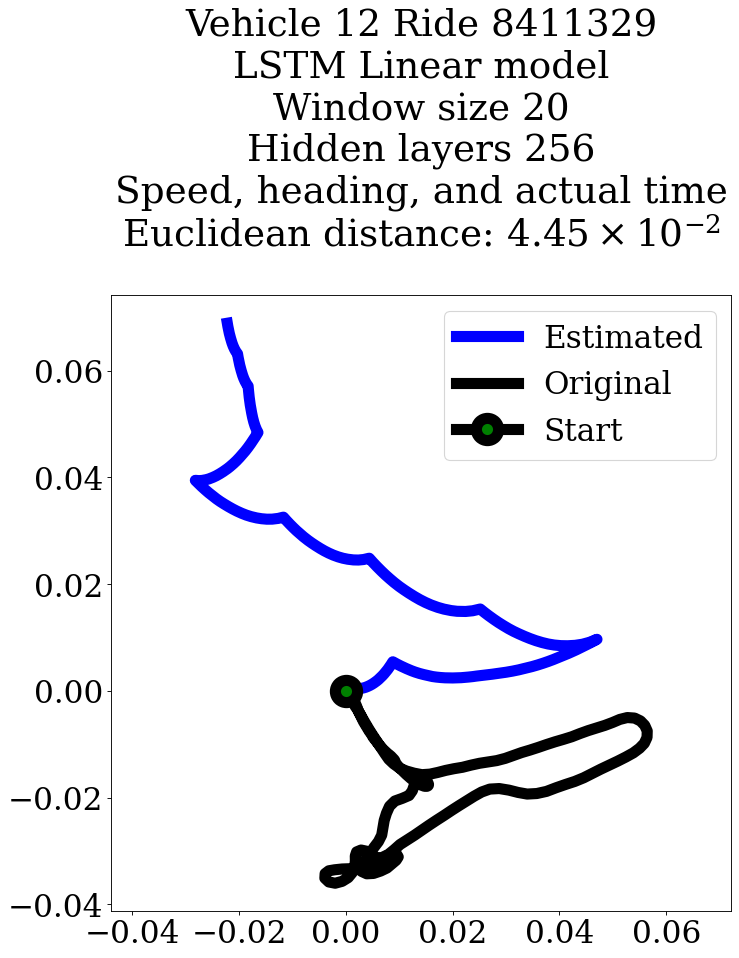 Vehicle 12 Ride 8411329
LSTM Linear model
Window size 20
Hidden layers 256
Speed, heading, and actual time
Euclidean distance: 4.45 × 10⁻²
Estimated
Original
Start
0.06
0.04
0.02
0.00
−0.02
−0.04
−0.04 −0.02 0.00 0.02 0.04 0.06